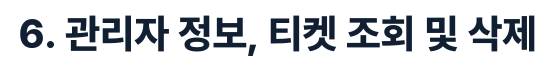 6. 관리자 정보, 티켓 조회 및 삭제